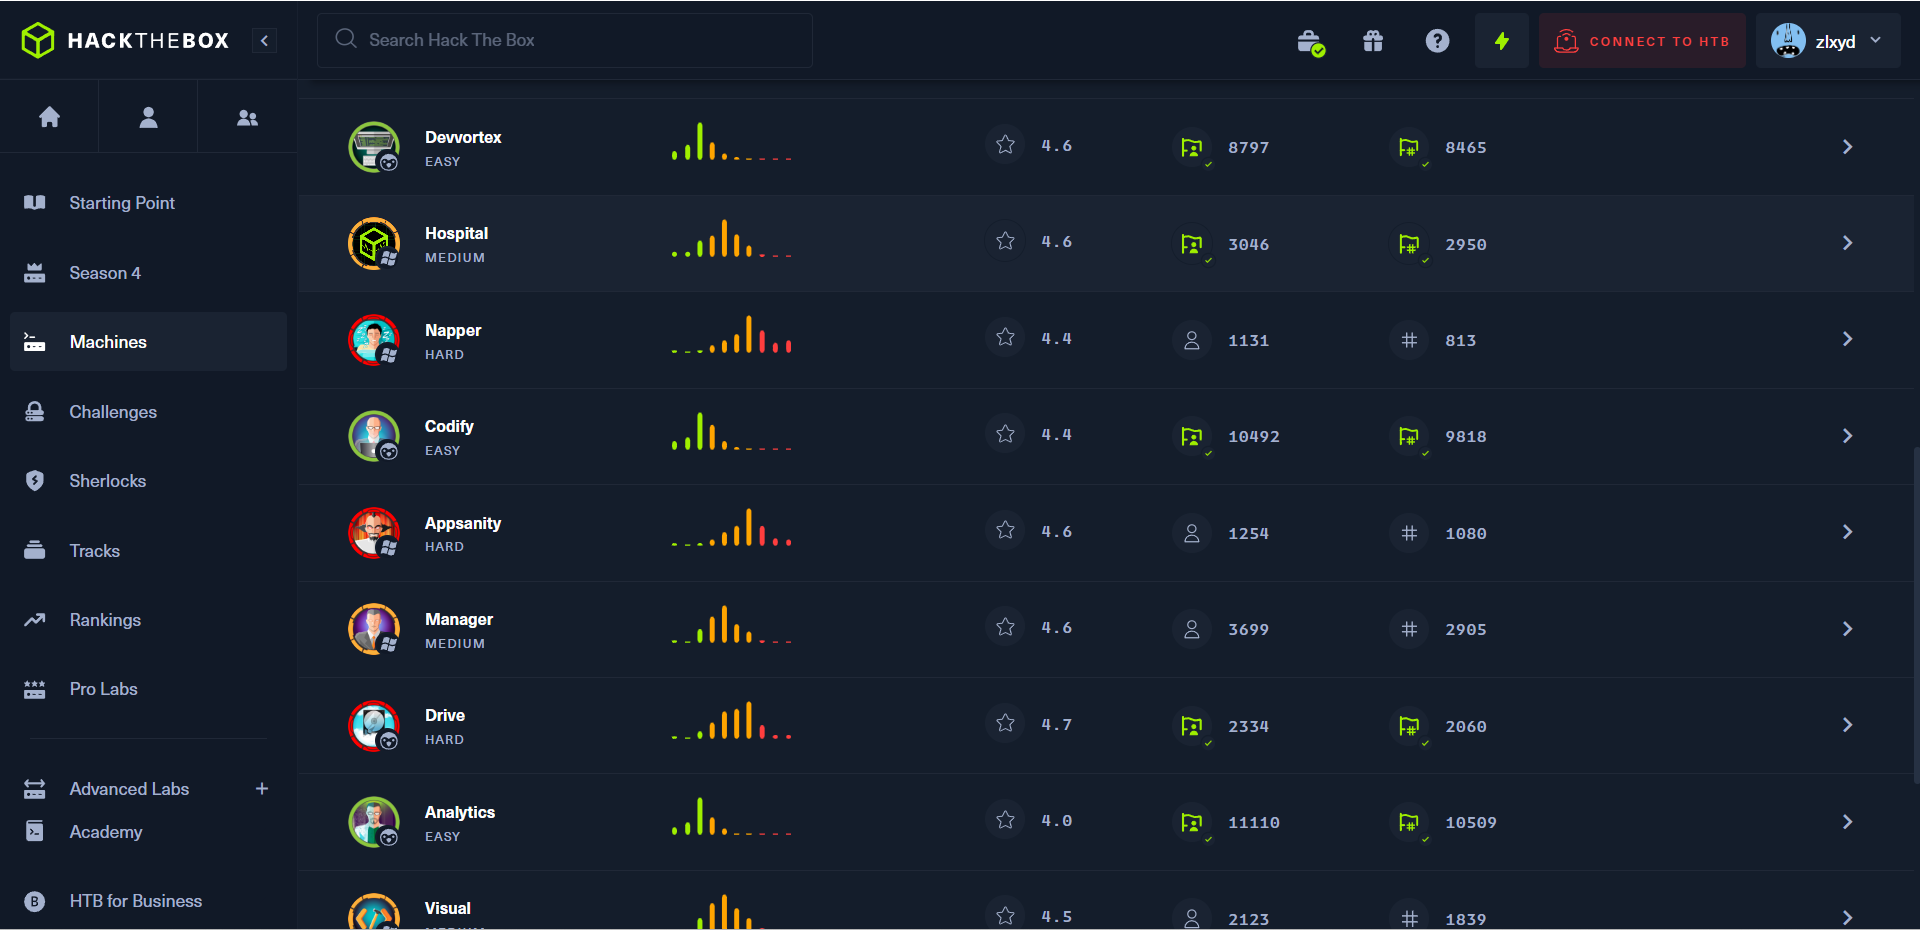 HACKTHEBOX
Search Hack The Box
CONNECT TO HTB
zlxyd
Starting Point
Season 4
Machines
Challenges
Sherlocks
Tracks
Rankings
Pro Labs
Advanced Labs +
Academy
B HTB for Business
Devvortex
EASY
4.6 8797 8465
Hospital
MEDIUM
4.6 3046 2950
Napper
HARD
4.4 1131 # 813
Codify
EASY
4.4 10492 9818
Appsanity
HARD
4.6 1254 # 1080
Manager
MEDIUM
4.6 3699 # 2905
Drive
HARD
4.7 2334 2060
Analytics
EASY
4.0 11110 10509
Visual
4.5 2123 # 1839